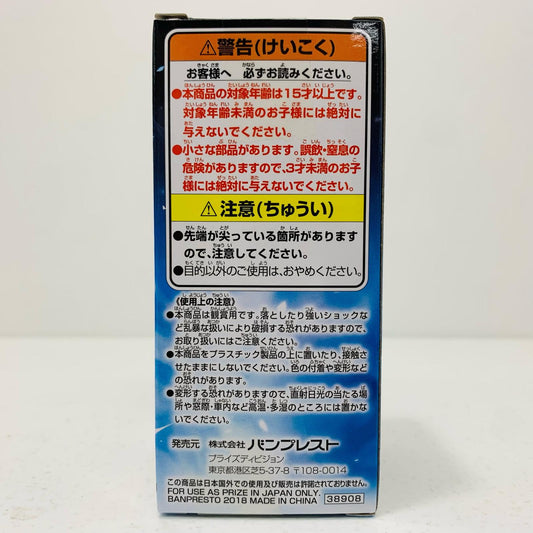 ⚠警告(けいこく)
お客様へ 必ずお読みください。
●本商品の対象年齢は15才以上です。
対象年齢未満のお子様には絶対に
与えないでください。
●小さな部品があります。誤飲・窒息の
危険がありますので、3才未満のお子
様には絶対に与えないでください。
⚠注意(ちゅうい)
●先端が尖っている箇所があります
ので、注意してください。
●目的以外のご使用は、おやめください。
〈使用上の注意〉
●本商品は観賞用です。落としたり強いショックな
ど乱暴な扱いにより破損する恐れがありますので、
お取り扱いにはご注意ください。
●本商品をプラスチック製品の上に置いたり、接触さ
せたままにしないでください。色の付着や変形など
の恐れがあります。
●変形する恐れがありますので、直射日光の当たる場
所や窓際・車内など高温・多湿のところには置かな
いでください。
発売元 株式会社 バンプレスト
プライズディビジョン
東京都港区芝5-37-8 〒108-0014
この商品は日本国外での使用及び販売は許諾されておりません。
FOR USE AS PRIZE IN JAPAN ONLY.
BANPRESTO 2018 MADE IN CHINA
38908